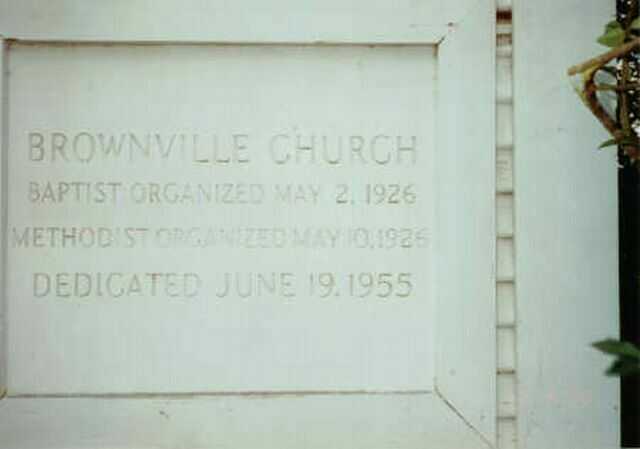 BROWNVILLE CHURCH
BAPTIST ORGANIZED MAY 2, 1926
METHODIST ORGANIZED MAY 10, 1926
DEDICATED JUNE 19, 1955